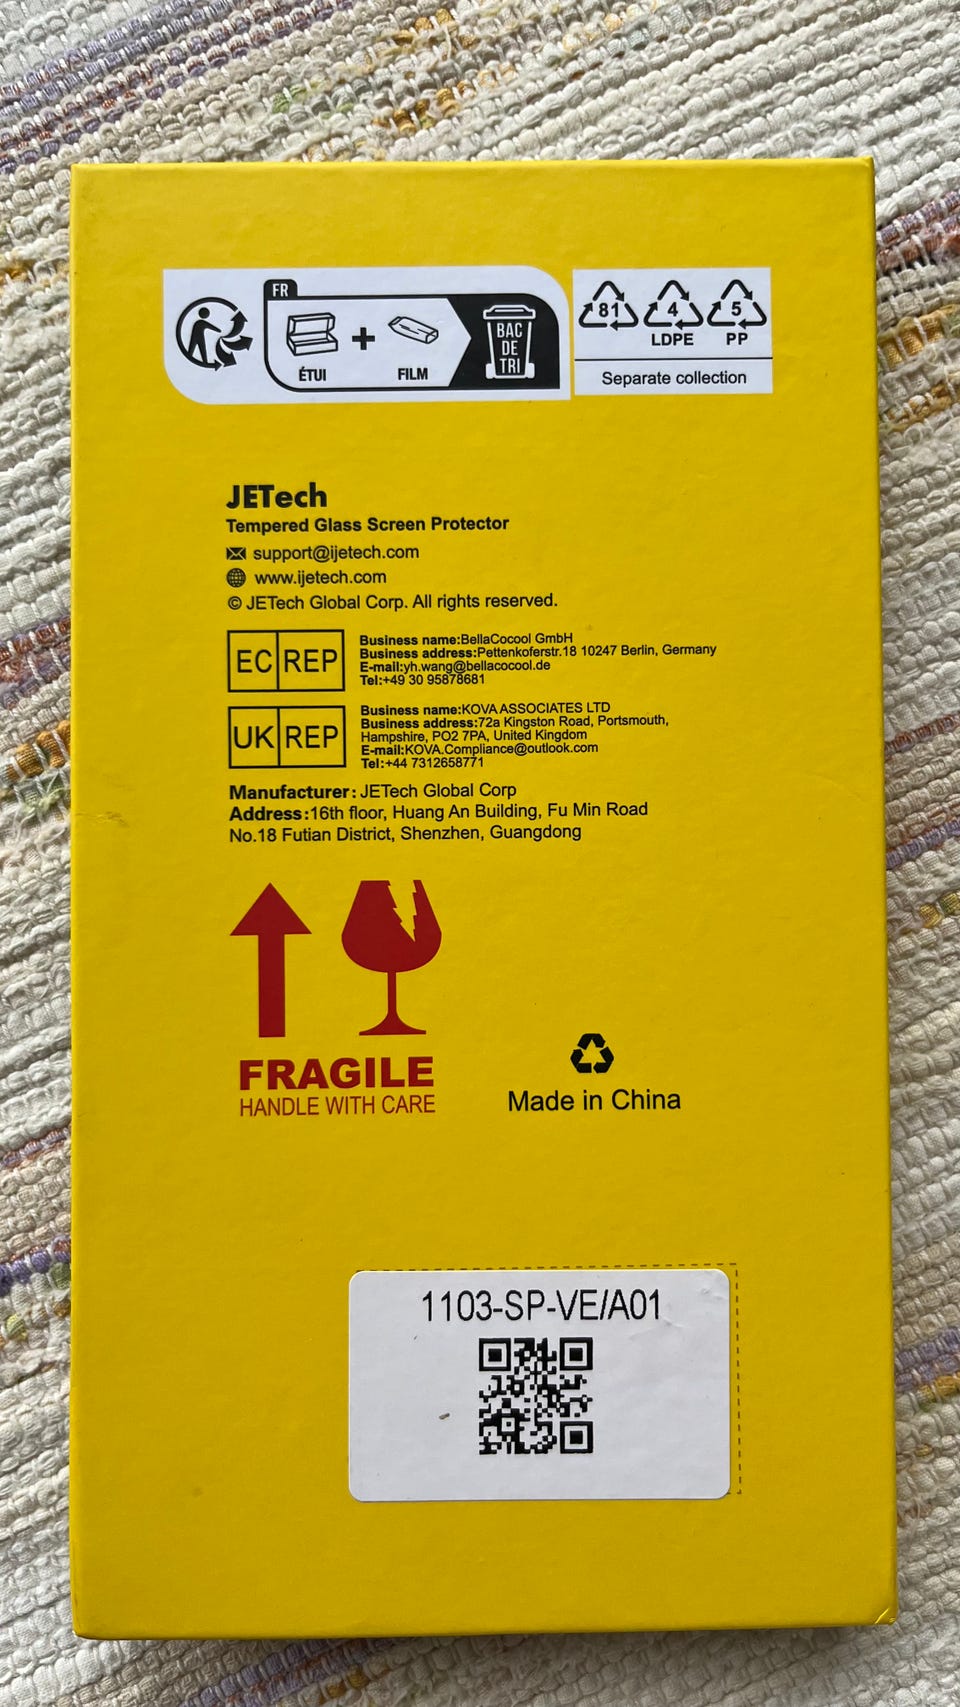 FR
ÉTUI
+
FILM
BAC
DE
TRI
81
4
5
LDPE
PP
Separate collection
JETech
Tempered Glass Screen Protector
support@ijetech.com
www.ijetech.com
© JETech Global Corp. All rights reserved.
EC REP
Business name:BellaCocool GmbH
Business address:Pettenkoferstr.18 10247 Berlin, Germany
E-mail:yh.wang@bellacocool.de
Tel:+49 30 95878681
UK REP
Business name:KOVA ASSOCIATES LTD
Business address:72a Kingston Road, Portsmouth,
Hampshire, PO2 7PA, United Kingdom
E-mail:KOVA.Compliance@outlook.com
Tel:+44 7312658771
Manufacturer: JETech Global Corp
Address:16th floor, Huang An Building, Fu Min Road
No.18 Futian District, Shenzhen, Guangdong
FRAGILE
HANDLE WITH CARE
Made in China
1103-SP-VE/A01